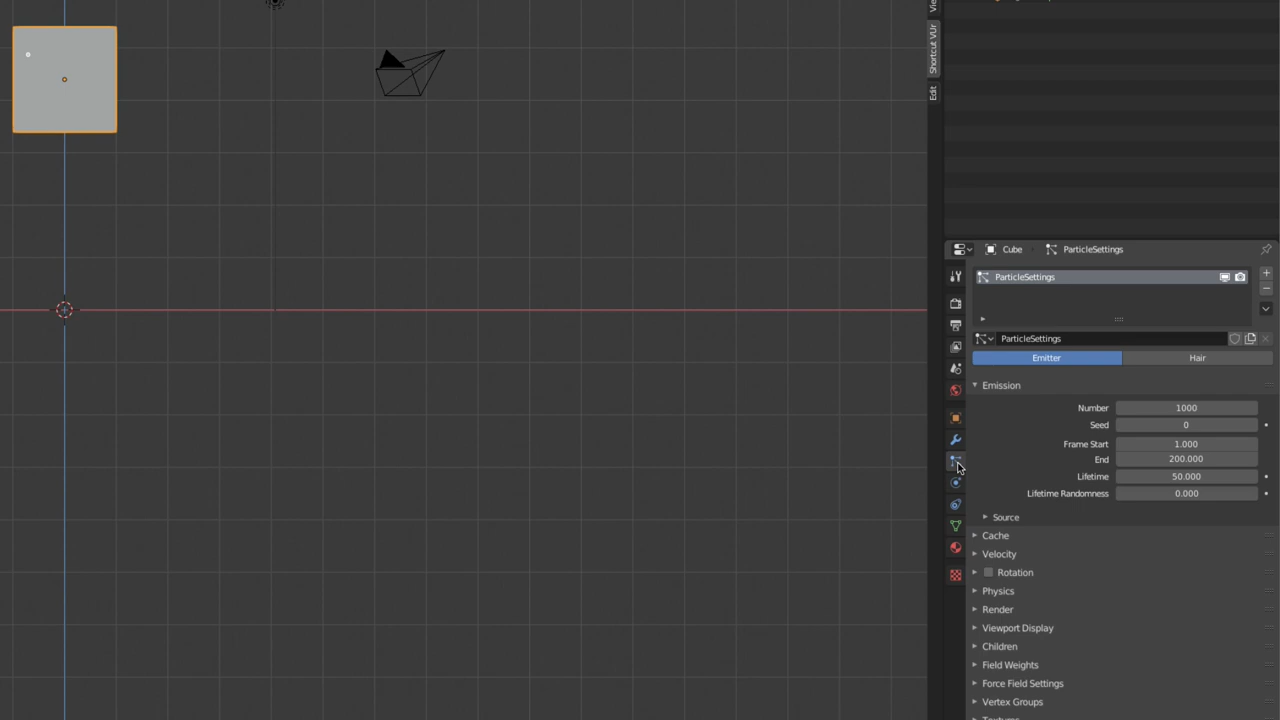 Shortcut VUr
Edit
Cube
ParticleSettings
ParticleSettings
ParticleSettings
Emitter
Hair
Emission
Number
1000
Seed
0
Frame Start
1.000
End
200.000
Lifetime
50.000
Lifetime Randomness
0.000
Source
Cache
Velocity
Rotation
Physics
Render
Viewport Display
Children
Field Weights
Force Field Settings
Vertex Groups